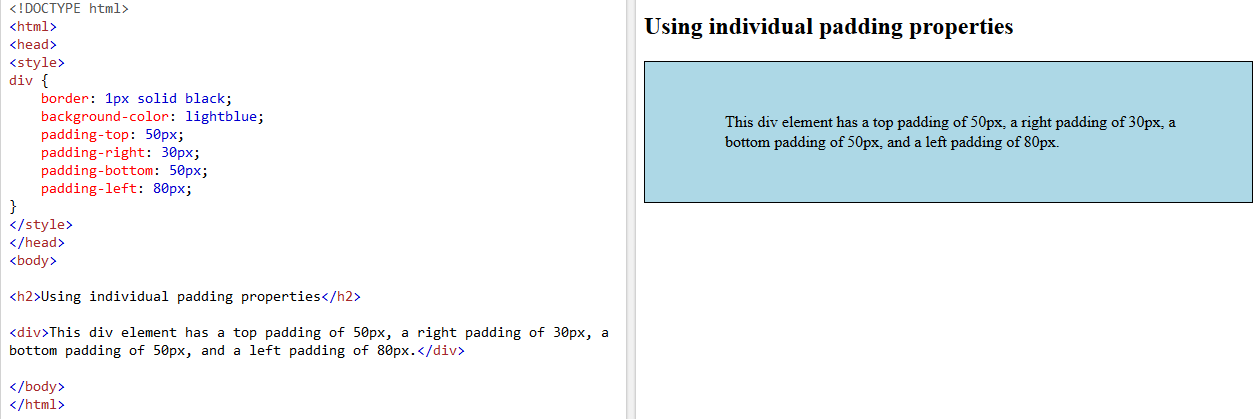 <!DOCTYPE html>
<html>
<head>
<style>
div {
    border: 1px solid black;
    background-color: lightblue;
    padding-top: 50px;
    padding-right: 30px;
    padding-bottom: 50px;
    padding-left: 80px;
}
</style>
</head>
<body>

<h2>Using individual padding properties</h2>

<div>This div element has a top padding of 50px, a right padding of 30px, a
bottom padding of 50px, and a left padding of 80px.</div>

</body>
</html>
Using individual padding properties
This div element has a top padding of 50px, a right padding of 30px, a
bottom padding of 50px, and a left padding of 80px.